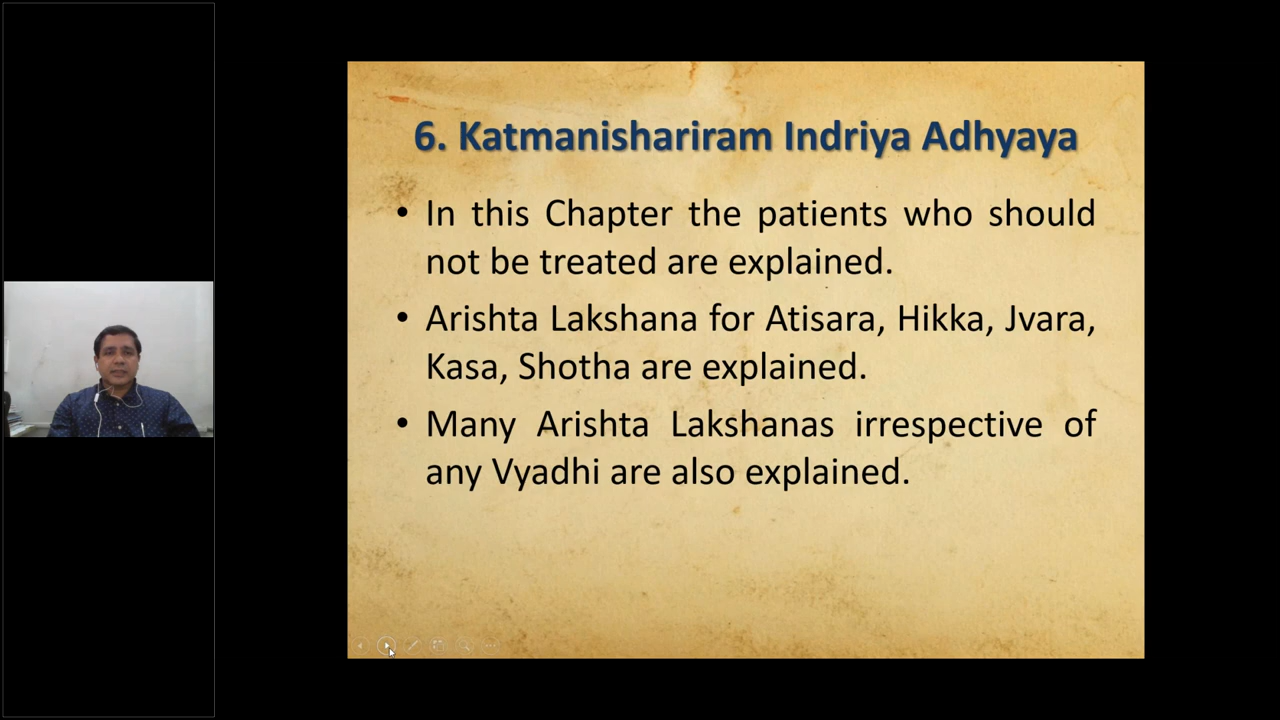 6. Katmanishariram Indriya Adhyaya
• In this Chapter the patients who should
not be treated are explained.
• Arishta Lakshana for Atisara, Hikka, Jvara,
Kasa, Shotha are explained.
• Many Arishta Lakshanas irrespective of
any Vyadhi are also explained.